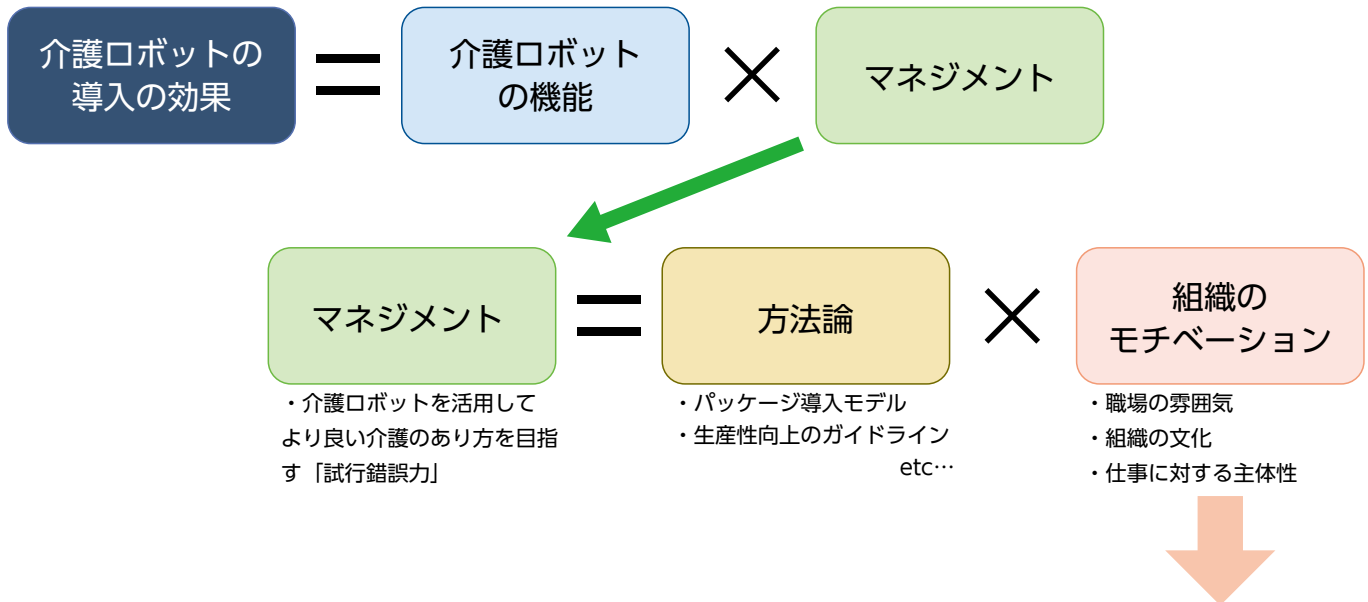 介護ロボットの
導入の効果
=
介護ロボット
の機能
×
マネジメント
マネジメント
=
方法論
×
組織の
モチベーション
・介護ロボットを活用して
より良い介護のあり方を目指
す「試行錯誤力」
・パッケージ導入モデル
・生産性向上のガイドライン
etc…
・職場の雰囲気
・組織の文化
・仕事に対する主体性